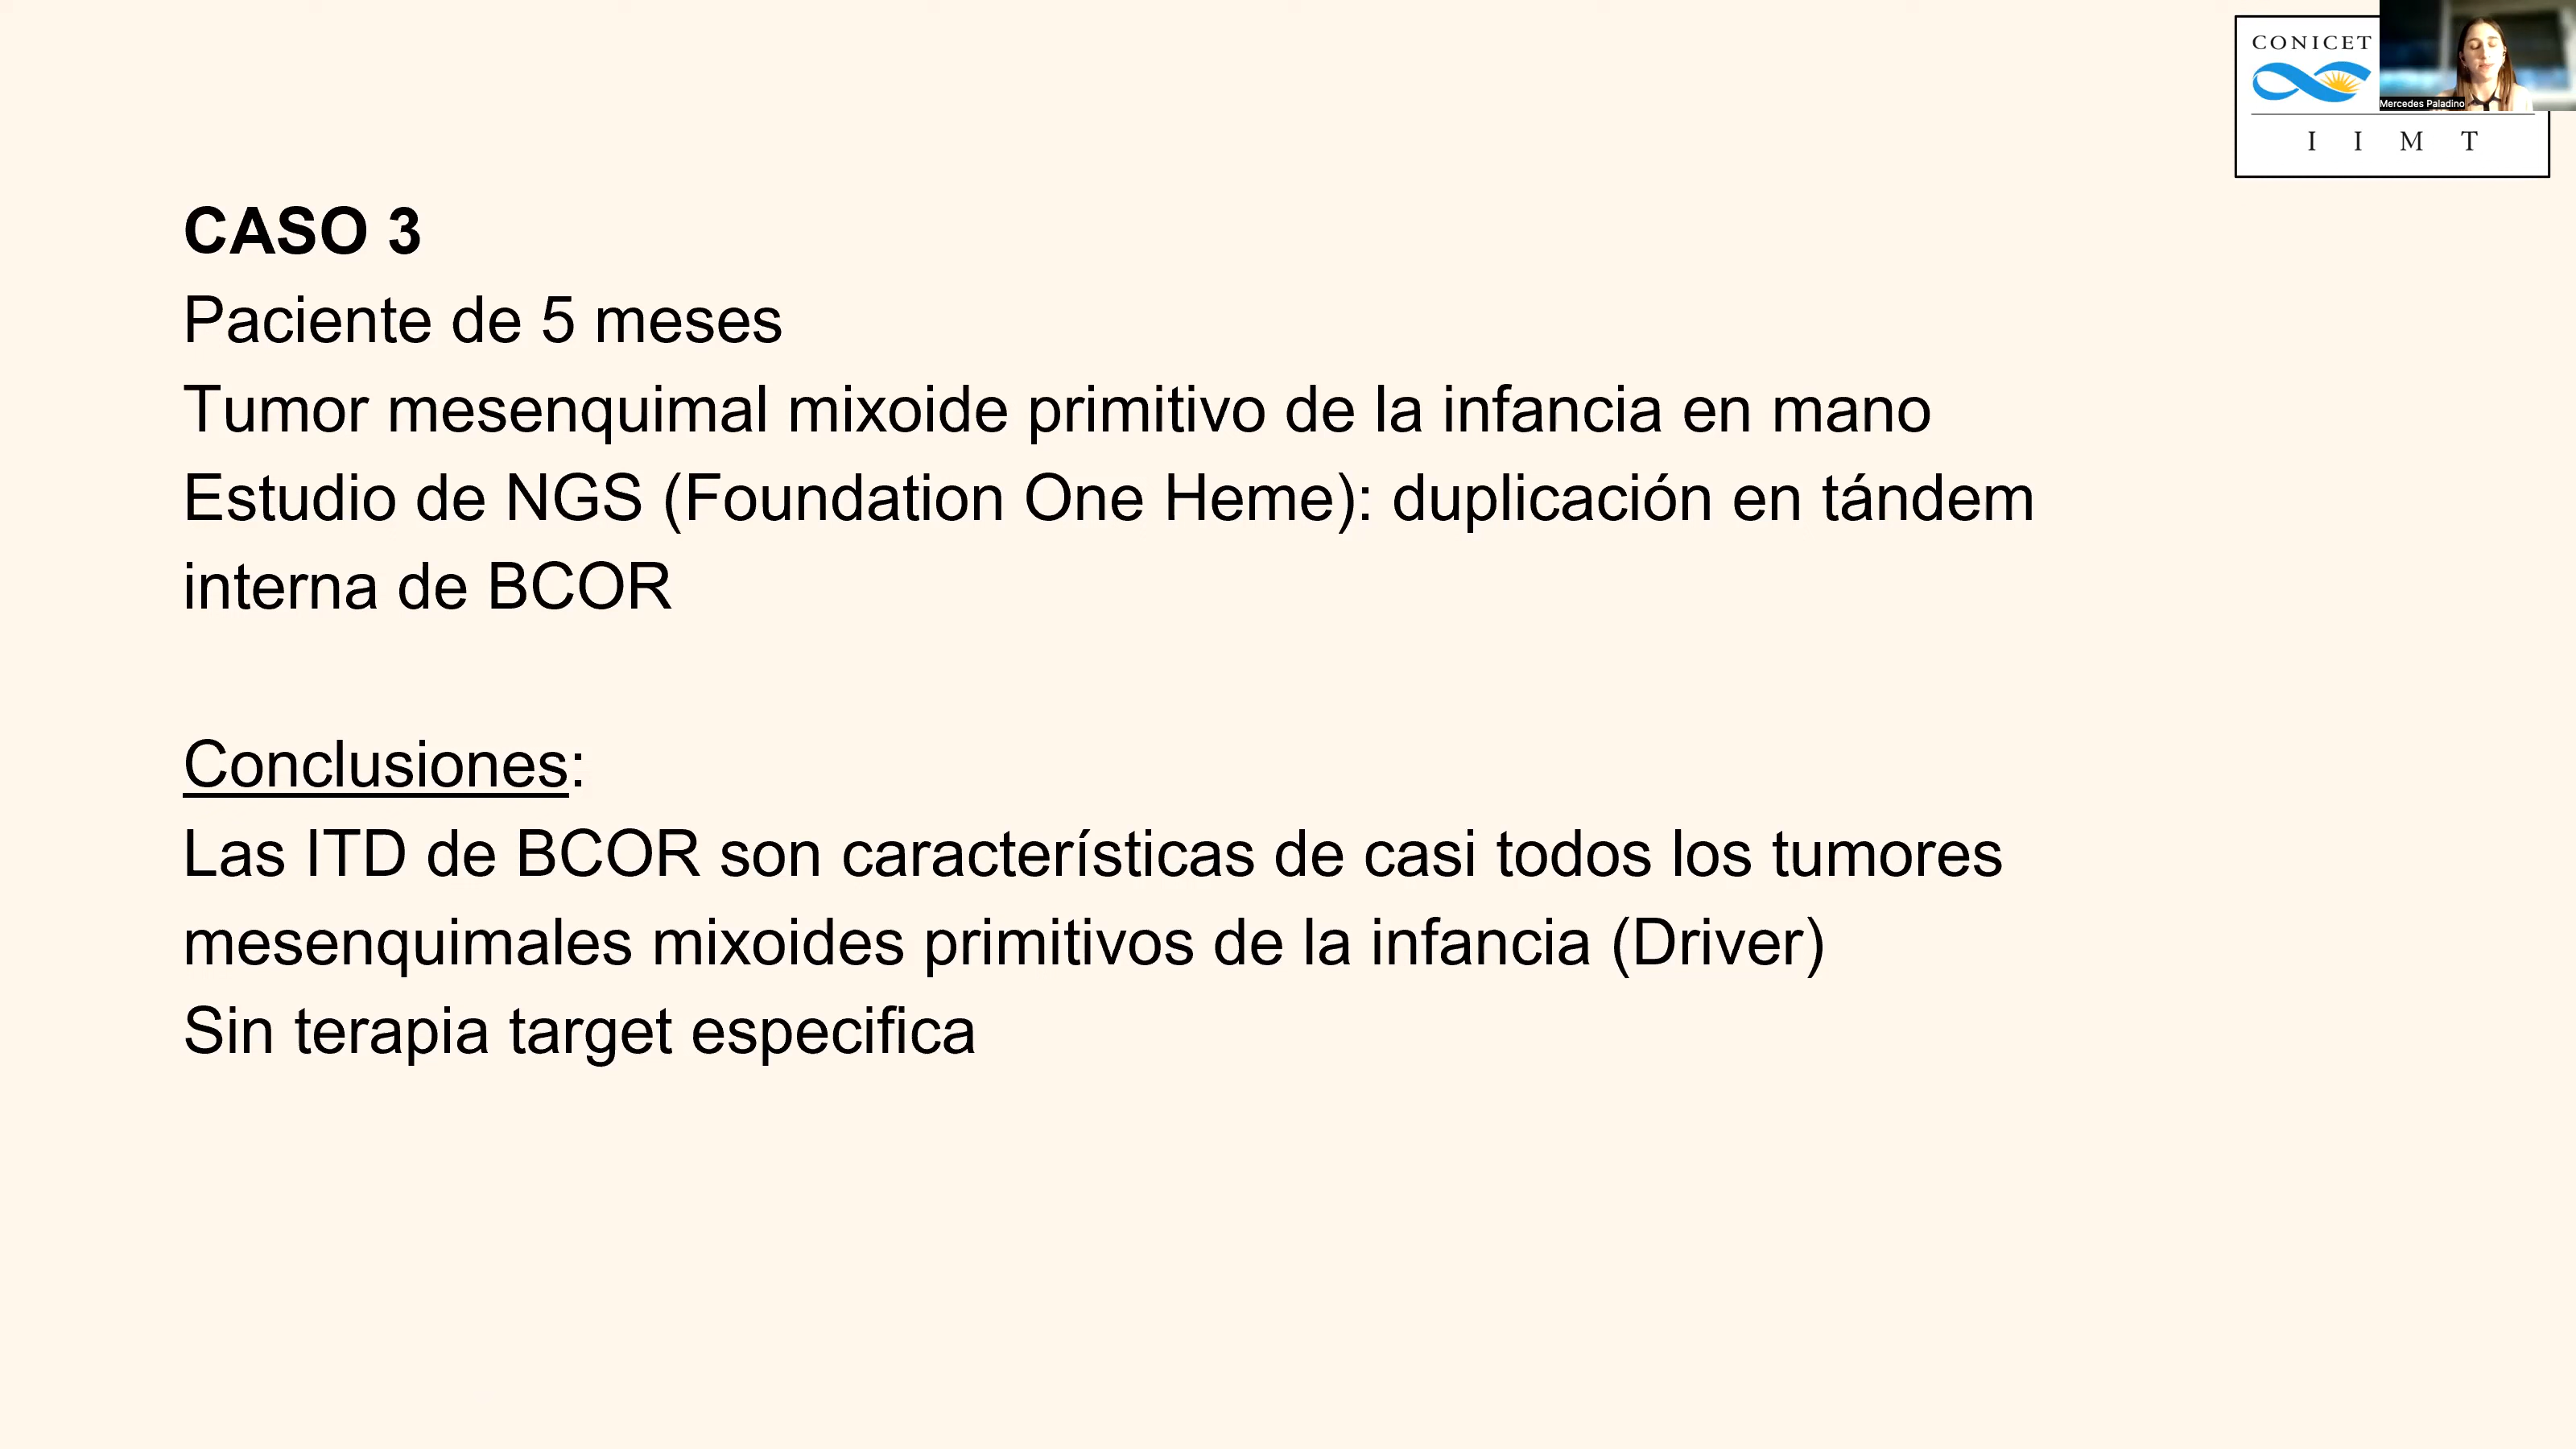 CONICET
Mercedes Paladino
I I M T
CASO 3
Paciente de 5 meses
Tumor mesenquimal mixoide primitivo de la infancia en mano
Estudio de NGS (Foundation One Heme): duplicación en tándem
interna de BCOR
Conclusiones:
Las ITD de BCOR son características de casi todos los tumores
mesenquimales mixoides primitivos de la infancia (Driver)
Sin terapia target especifica